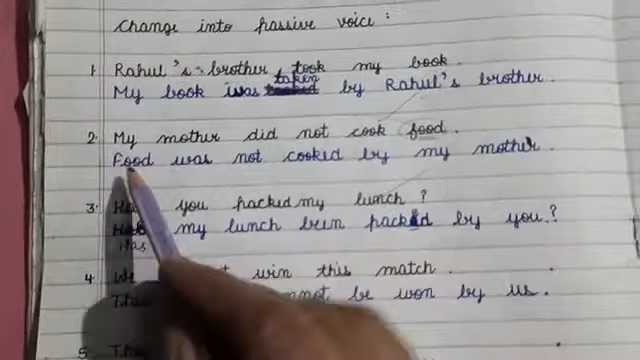 Change into passive voice :
1. Rahul's brother took my book.
taken
My book was by Rahul's brother.
2. My mother did not cook food.
Food was not cooked by my mother.
3. you packed my lunch ?
my lunch been packed by you ?
Has
4 We win this match.
be won by us.
5